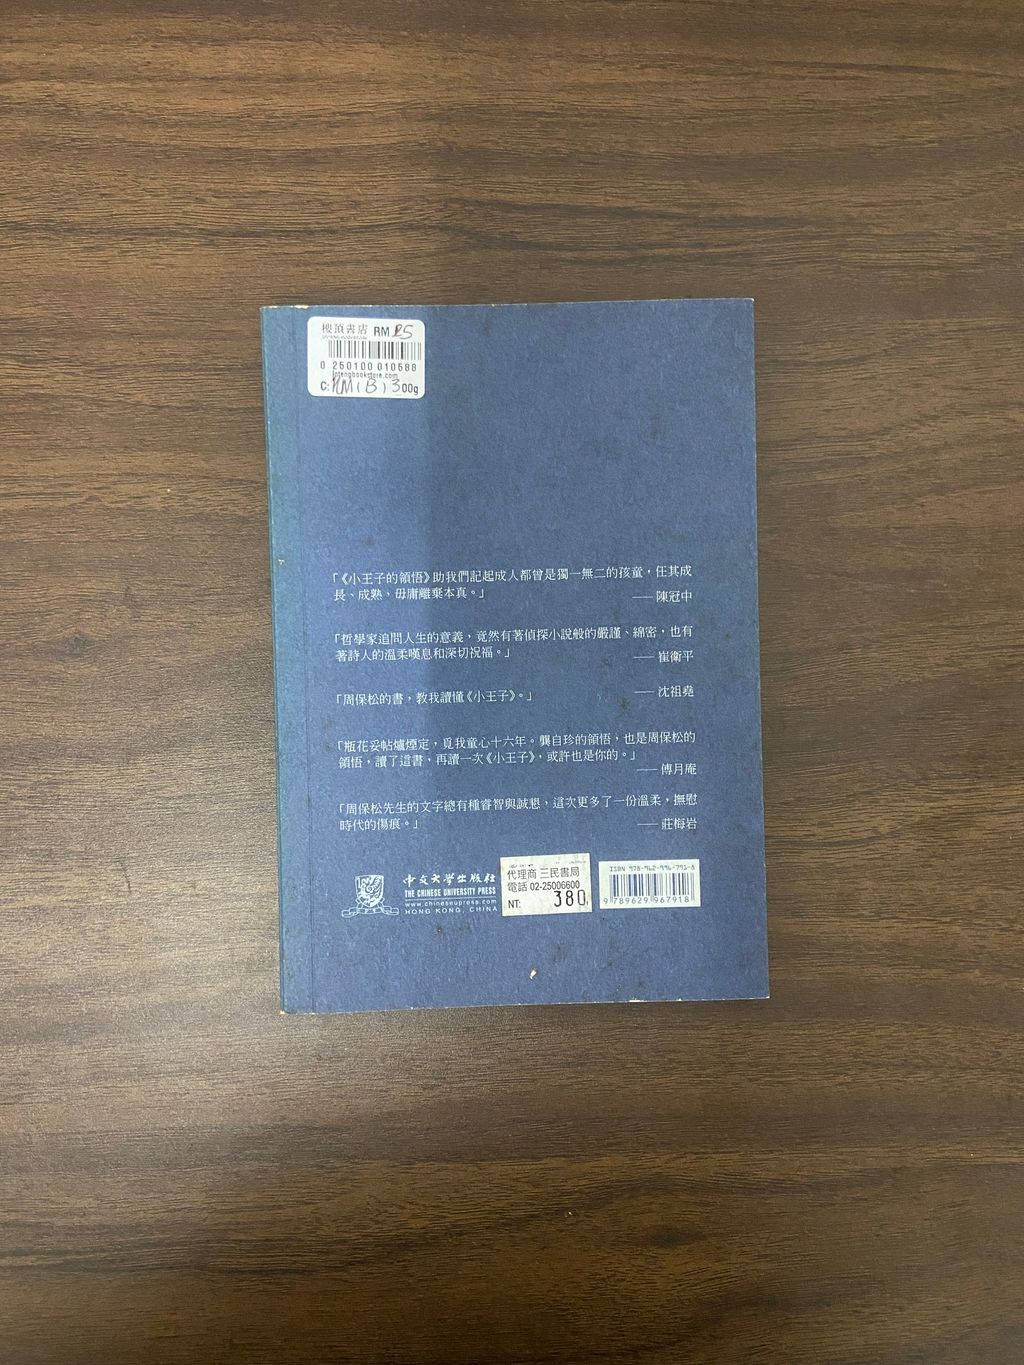 樓頂書店 RM 25
0 250100 010588
lotengbookstore.com
C: RM(B) 300g
「《小王子的領悟》助我們記起成人都曾是獨一無二的孩童，任其成
長、成熟，毋庸離棄本真。」
—— 陳冠中
「哲學家追問人生的意義，竟然有著偵探小說般的嚴謹、綿密，也有
著詩人的溫柔嘆息和深切祝福。」
—— 崔衛平
「周保松的書，教我讀懂《小王子》。」
—— 沈祖堯
「瓶花妥帖爐煙定，覓我童心十六年。龔自珍的領悟，也是周保松的
領悟，讀了這書，再讀一次《小王子》，或許也是你的。」
—— 傅月庵
「周保松先生的文字總有種睿智與誠懇，這次更多了一份溫柔，撫慰
時代的傷痕。」
—— 莊梅岩
中文大學出版社
THE CHINESE UNIVERSITY PRESS
www.chineseupress.com
HONG KONG, CHINA
代理商 三民書局
電話 02-25006600
NT: 380
ISBN 978-962-996-791-8
9 789629 967918